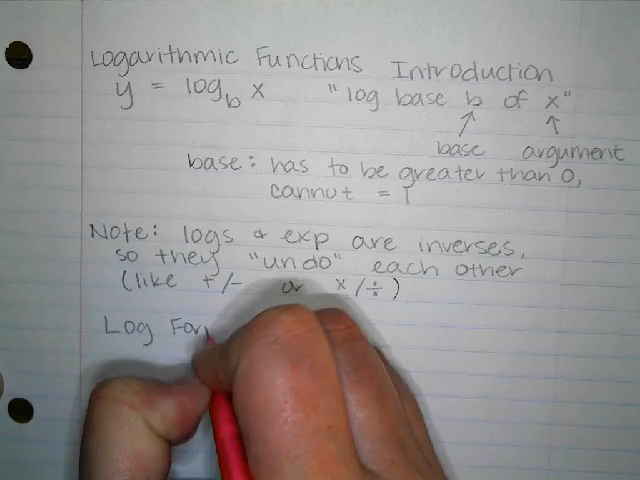 Logarithmic Functions Introduction
y = log_b x "log base b of x"
base argument
base: has to be greater than 0,
cannot = 1
Note: logs & exp are inverses,
so they "undo" each other
(like +/- or ×/÷)
Log For